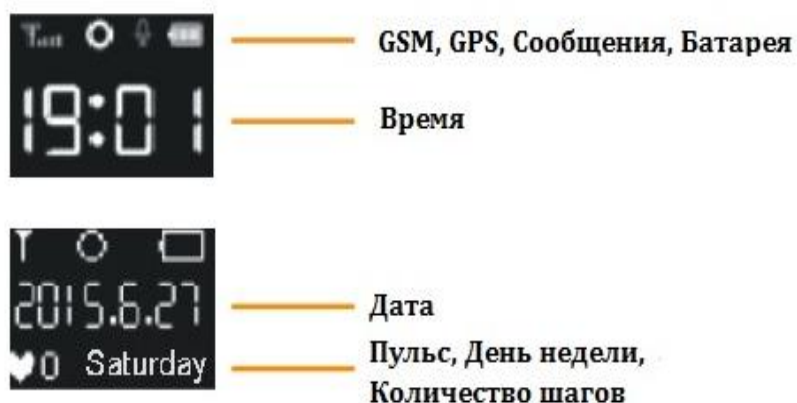 GSM, GPS, Сообщения, Батарея
19:01
Время
2015.6.27
Дата
0 Saturday
Пульс, День недели,
Количество шагов